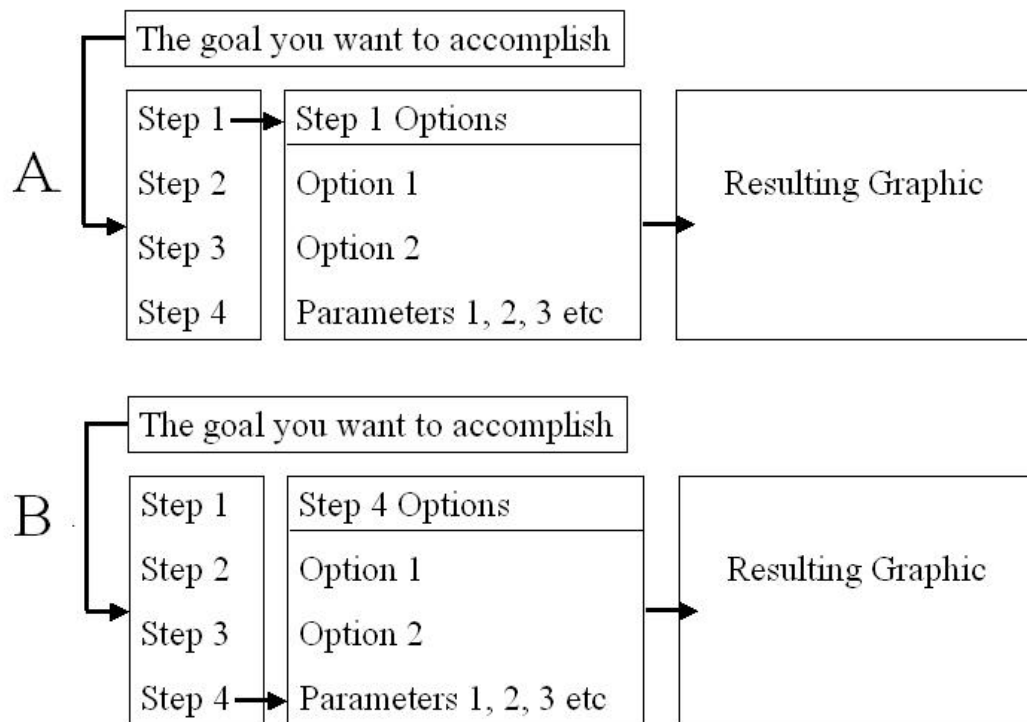 The goal you want to accomplish
A
Step 1
Step 2
Step 3
Step 4
Step 1 Options
Option 1
Option 2
Parameters 1, 2, 3 etc
Resulting Graphic
The goal you want to accomplish
B
Step 1
Step 2
Step 3
Step 4
Step 4 Options
Option 1
Option 2
Parameters 1, 2, 3 etc
Resulting Graphic